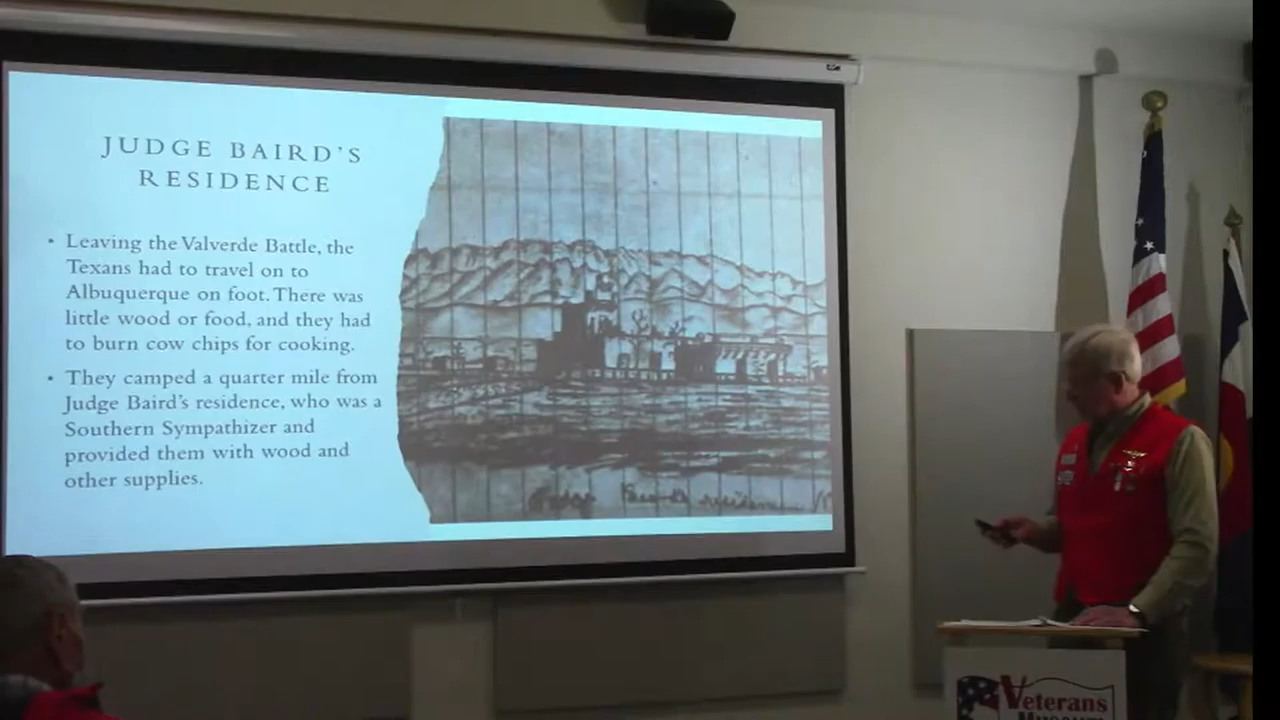 JUDGE BAIRD'S
RESIDENCE
• Leaving the Valverde Battle, the
Texans had to travel on to
Albuquerque on foot. There was
little wood or food, and they had
to burn cow chips for cooking.
• They camped a quarter mile from
Judge Baird's residence, who was a
Southern Sympathizer and
provided them with wood and
other supplies.
Veterans